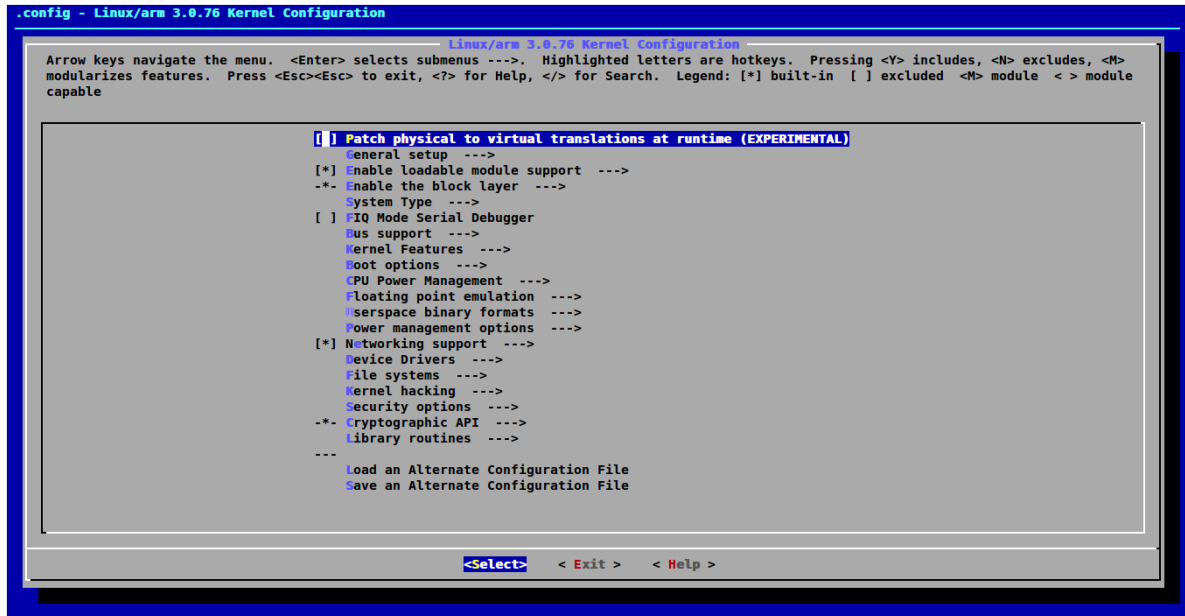 .config - Linux/arm 3.0.76 Kernel Configuration
Linux/arm 3.0.76 Kernel Configuration
Arrow keys navigate the menu.  <Enter> selects submenus --->.  Highlighted letters are hotkeys.  Pressing <Y> includes, <N> excludes, <M>
modularizes features.  Press <Esc><Esc> to exit, <?> for Help, </> for Search.  Legend: [*] built-in  [ ] excluded  <M> module  < > module
capable
[ ] Patch physical to virtual translations at runtime (EXPERIMENTAL)
General setup  --->
[*] Enable loadable module support  --->
-*- Enable the block layer  --->
System Type  --->
[ ] FIQ Mode Serial Debugger
Bus support  --->
Kernel Features  --->
Boot options  --->
CPU Power Management  --->
Floating point emulation  --->
Userspace binary formats  --->
Power management options  --->
[*] Networking support  --->
Device Drivers  --->
File systems  --->
Kernel hacking  --->
Security options  --->
-*- Cryptographic API  --->
Library routines  --->
---
Load an Alternate Configuration File
Save an Alternate Configuration File
<Select>    < Exit >    < Help >